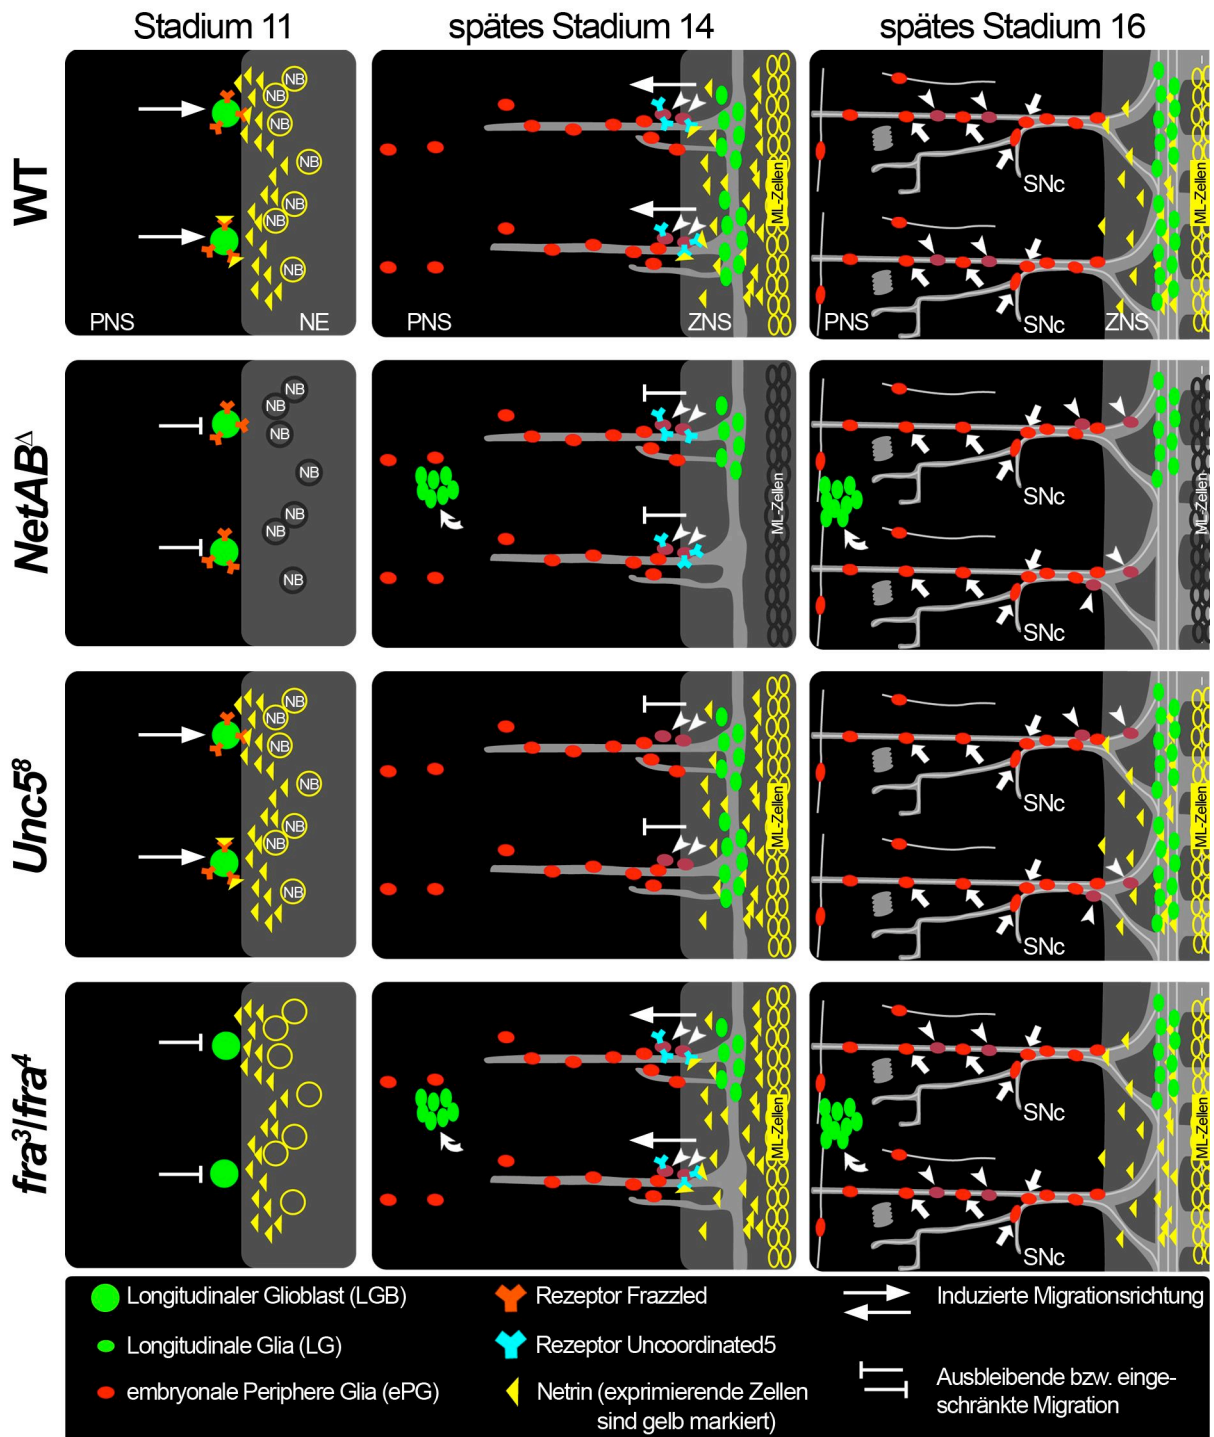 Stadium 11
spätes Stadium 14
spätes Stadium 16
WT
NB
NB
NB
NB
NB
NB
NB
PNS
NE
ML-Zellen
PNS
ZNS
SNc
ML-Zellen
SNc
PNS
ZNS
NetAB△
NB
NB
NB
NB
NB
NB
NB
ML-Zellen
SNc
ML-Zellen
SNc
Unc5⁸
NB
NB
NB
NB
NB
NB
NB
ML-Zellen
SNc
ML-Zellen
SNc
fra³/fra⁴
ML-Zellen
SNc
ML-Zellen
SNc
Longitudinaler Glioblast (LGB)
Longitudinale Glia (LG)
embryonale Periphere Glia (ePG)
Rezeptor Frazzled
Rezeptor Uncoordinated5
Netrin (exprimierende Zellen
sind gelb markiert)
Induzierte Migrationsrichtung
Ausbleibende bzw. einge-
schränkte Migration